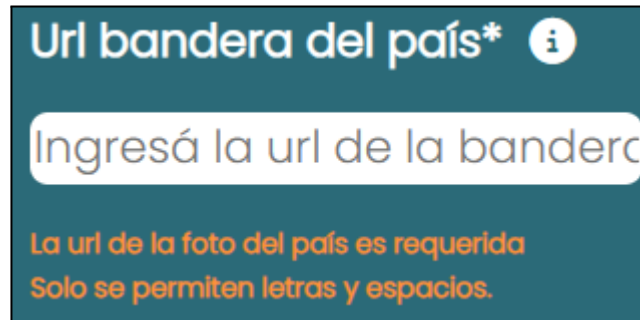 Url bandera del país* i
Ingresá la url de la bandera
La url de la foto del país es requerida
Solo se permiten letras y espacios.